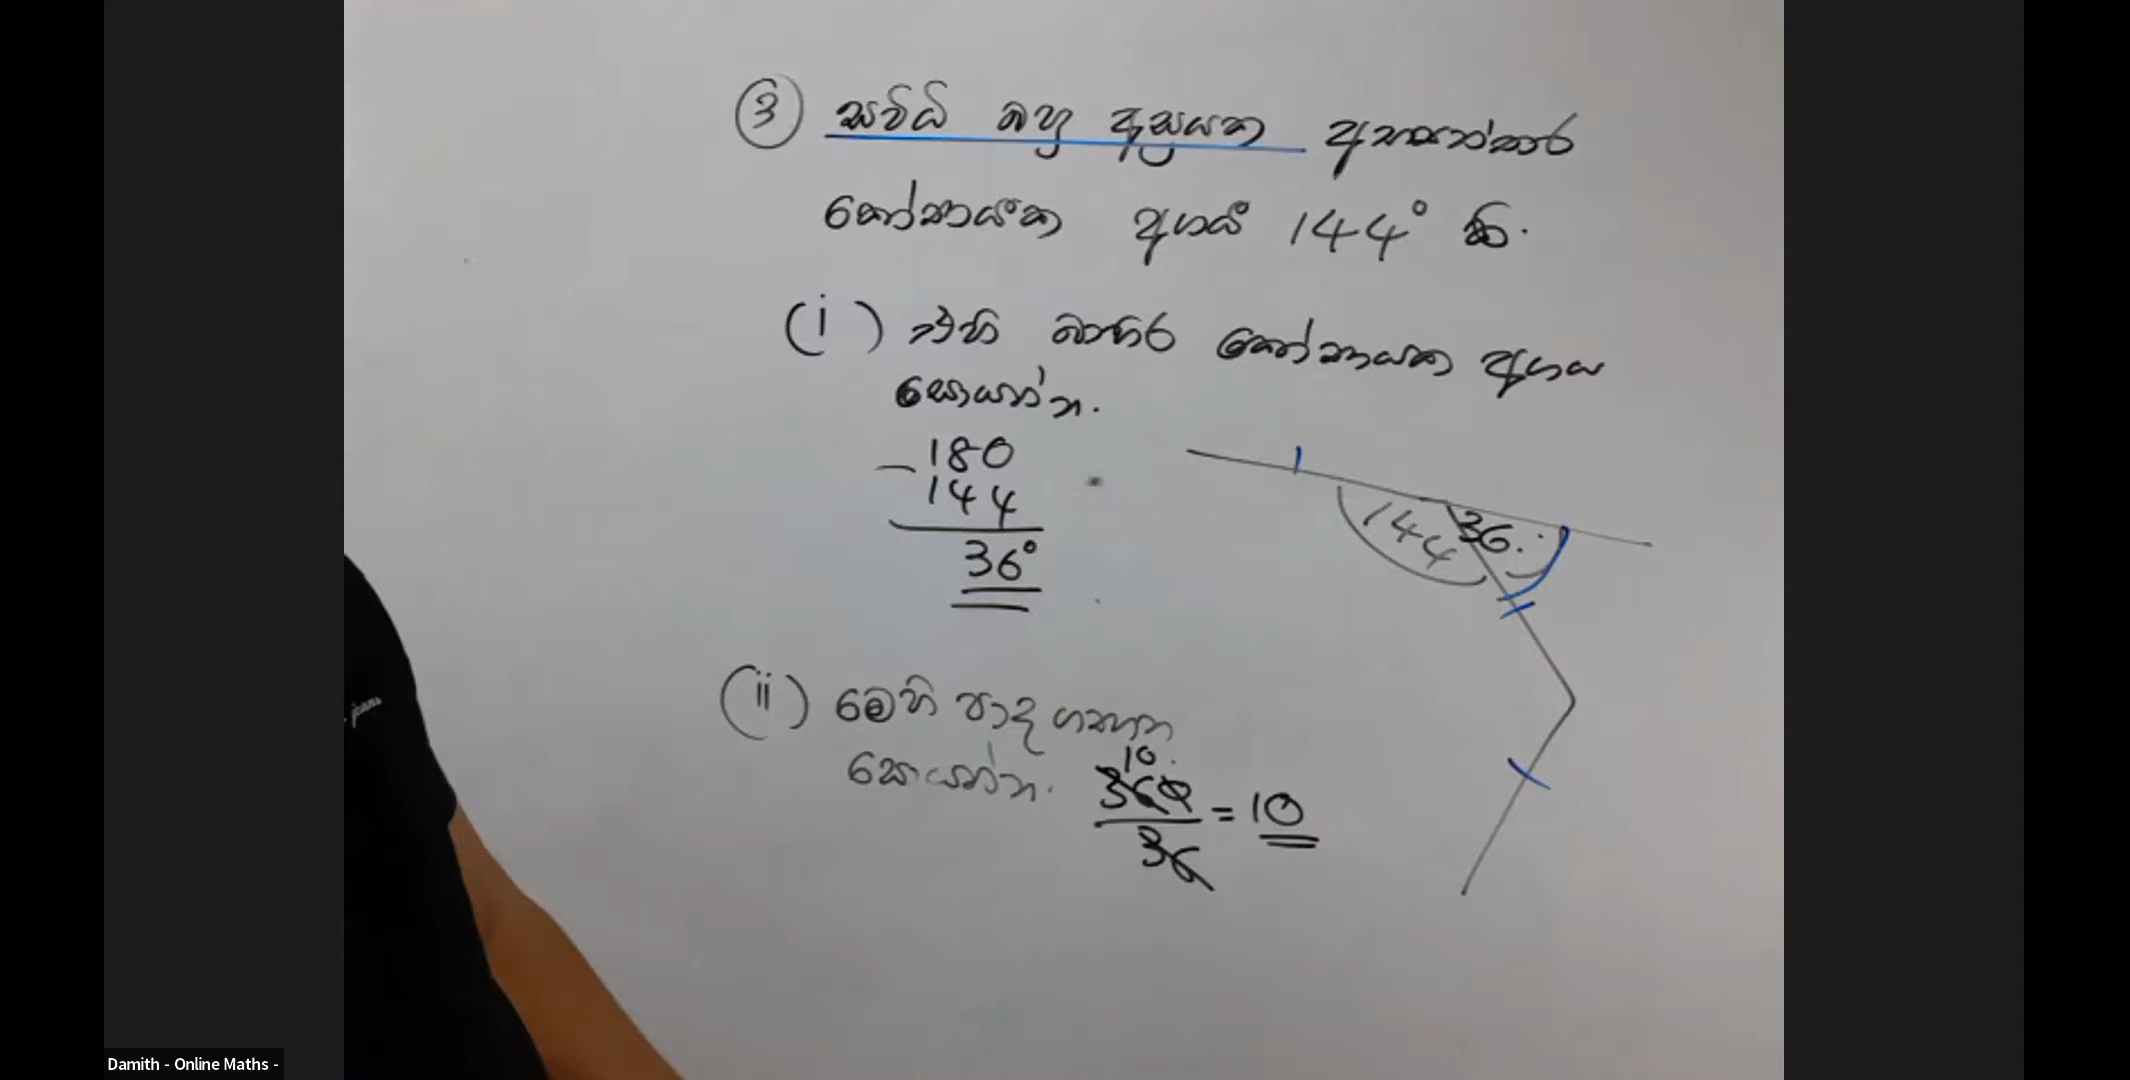 ③ සවිධි බහු අස්‍රයක අභ්‍යන්තර
කෝණයක අගය 144° කි.
(i) එහි බාහිර කෝණයක අගය
සොයන්න.
180
− 144
36°
144
36
(ii) මෙහි පාද ගණන
සොයන්න.
10
360/36 = 10
jeans
Damith - Online Maths -